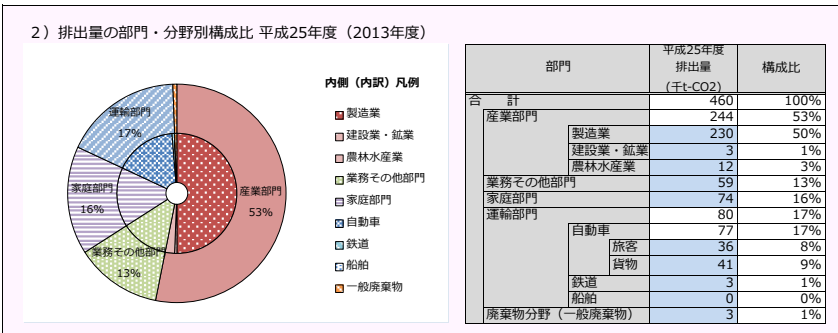 2）排出量の部門・分野別構成比 平成25年度（2013年度）
内側（内訳）凡例
製造業
建設業・鉱業
農林水産業
業務その他部門
家庭部門
自動車
鉄道
船舶
一般廃棄物
運輸部門
17%
家庭部門
16%
業務その他部門
13%
産業部門
53%
部門 平成25年度 排出量 （千t-CO2） 構成比
合 計 460 100%
産業部門 244 53%
製造業 230 50%
建設業・鉱業 3 1%
農林水産業 12 3%
業務その他部門 59 13%
家庭部門 74 16%
運輸部門 80 17%
自動車 77 17%
旅客 36 8%
貨物 41 9%
鉄道 3 1%
船舶 0 0%
廃棄物分野（一般廃棄物） 3 1%